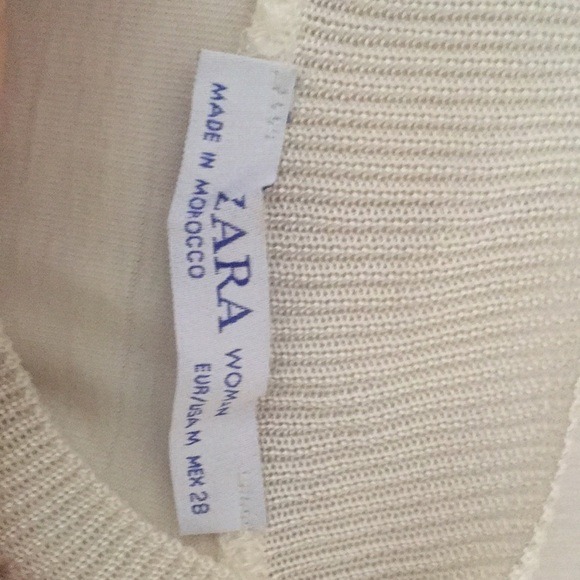 ZARA WOMAN
MADE IN MOROCCO
EUR/USA M MEX 28